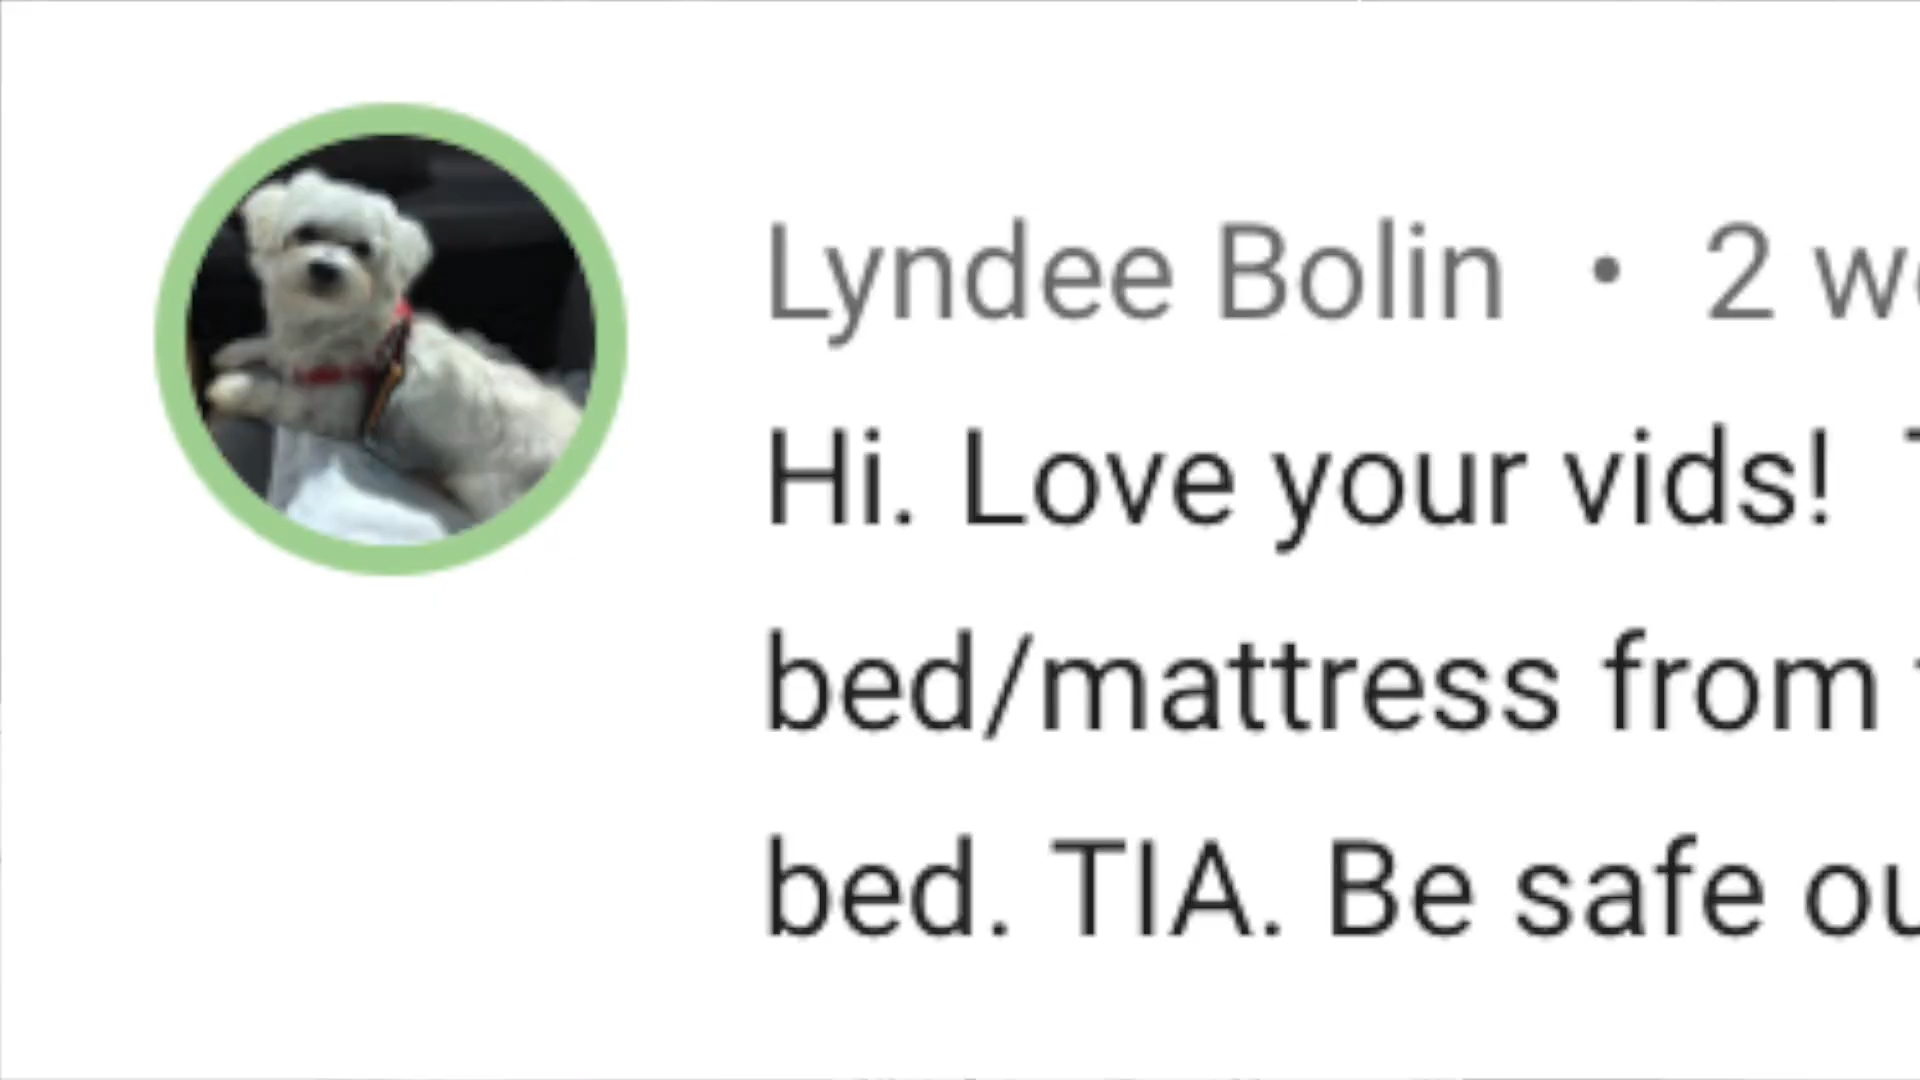 Lyndee Bolin • 2
Hi. Love your vids!
bed/mattress from
bed. TIA. Be safe